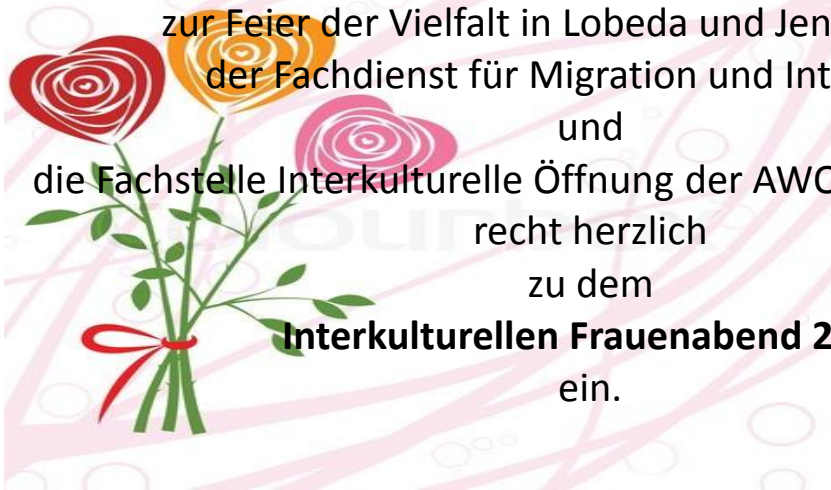 zur Feier der Vielfalt in Lobeda und Jen
der Fachdienst für Migration und Int
und
die Fachstelle Interkulturelle Öffnung der AWO
recht herzlich
zu dem
Interkulturellen Frauenabend 2
ein.